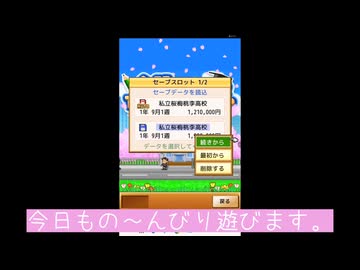 セーブスロット 1/2
セーブデータを読込
私立桜梅桃李高校
1年 9月1週 1,210,000円
私立桜梅桃李高校
1年 9月1週
続きから
データを選択して
最初から
削除する
戻る
今日もの～んびり遊びます。